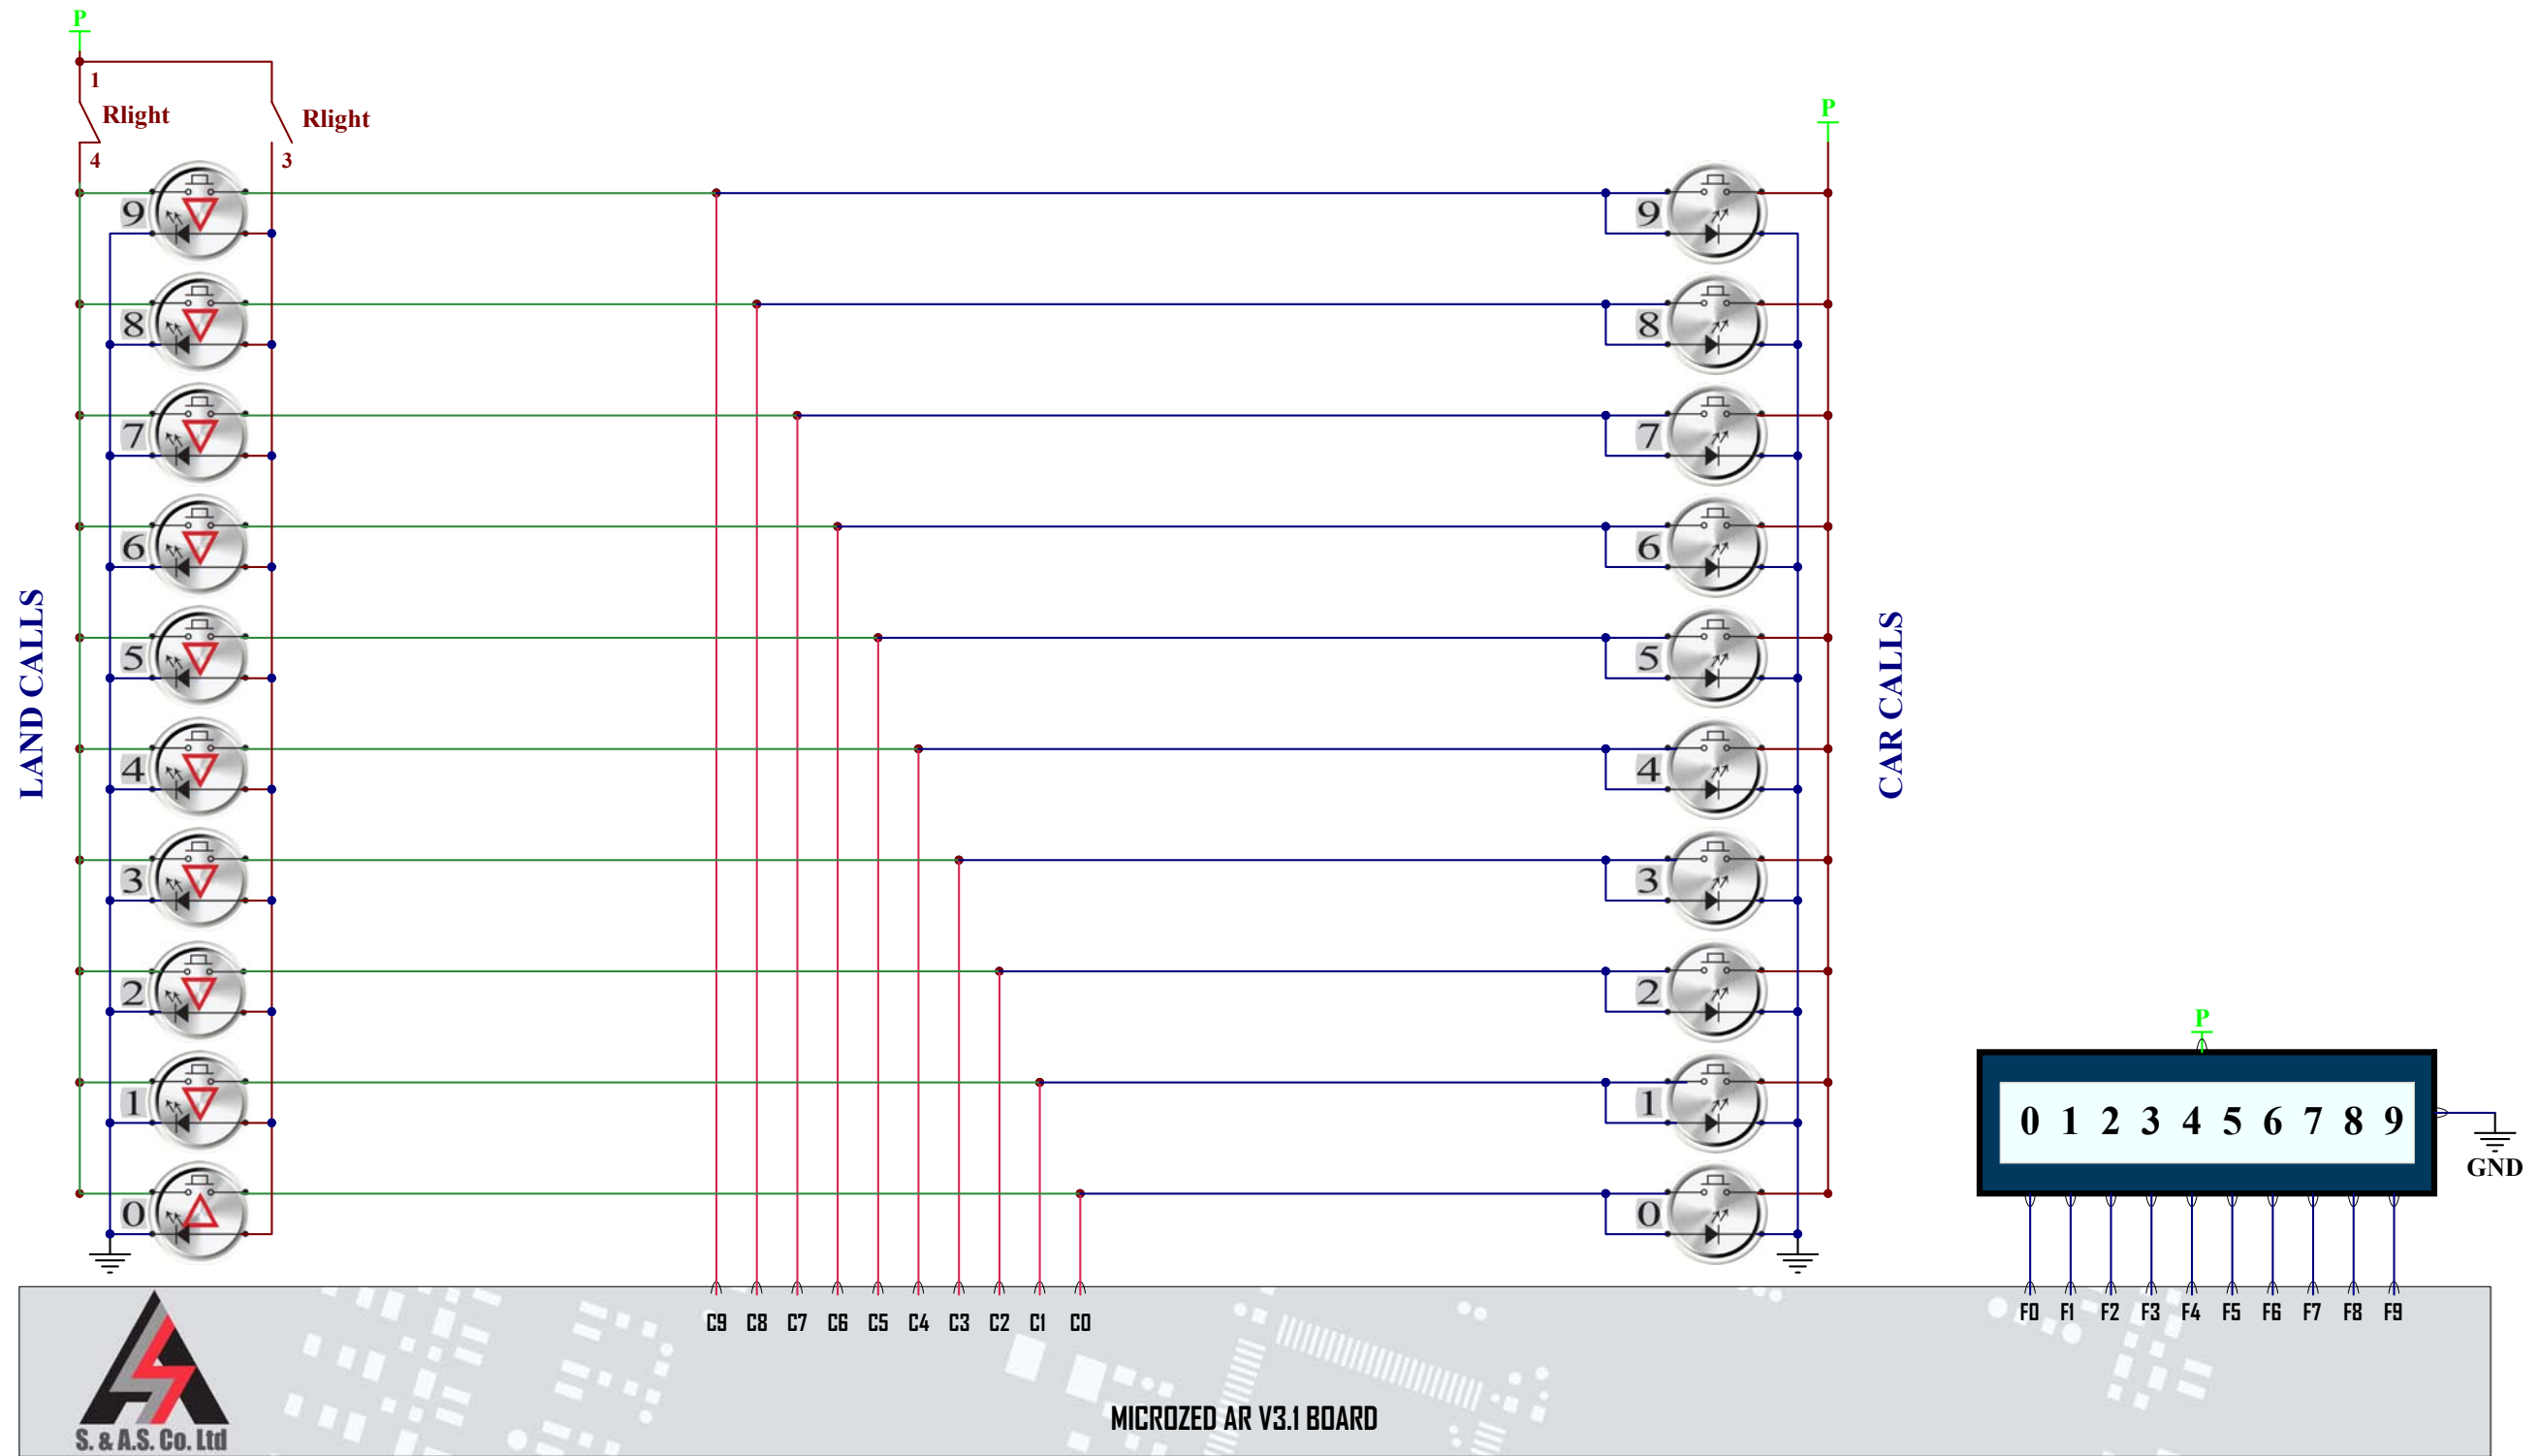 P
1
Rlight
Rlight
4
3
P
9
8
7
6
5
4
3
2
1
0
LAND CALLS
9
8
7
6
5
4
3
2
1
0
CAR CALLS
P
0 1 2 3 4 5 6 7 8 9
GND
C9 C8 C7 C6 C5 C4 C3 C2 C1 C0
F0 F1 F2 F3 F4 F5 F6 F7 F8 F9
MICROZED AR V3.1 BOARD
S. & A.S. Co. Ltd